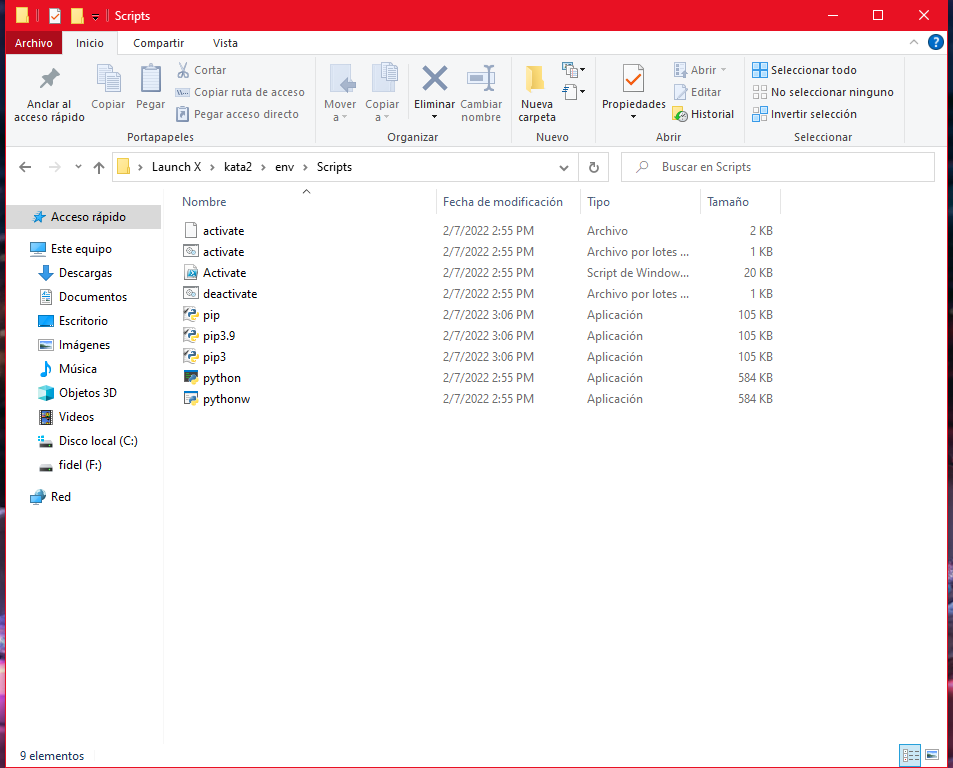 Scripts
Archivo Inicio Compartir Vista
Anclar al acceso rápido
Copiar
Pegar
Cortar
Copiar ruta de acceso
Pegar acceso directo
Portapapeles
Mover a
Copiar a
Eliminar
Cambiar nombre
Organizar
Nueva carpeta
Nuevo
Propiedades
Abrir
Editar
Historial
Abrir
Seleccionar todo
No seleccionar ninguno
Invertir selección
Seleccionar
Launch X › kata2 › env › Scripts
Buscar en Scripts
Acceso rápido
Este equipo
Descargas
Documentos
Escritorio
Imágenes
Música
Objetos 3D
Videos
Disco local (C:)
fidel (F:)
Red
Nombre Fecha de modificación Tipo Tamaño
activate 2/7/2022 2:55 PM Archivo 2 KB
activate 2/7/2022 2:55 PM Archivo por lotes ... 1 KB
Activate 2/7/2022 2:55 PM Script de Window... 20 KB
deactivate 2/7/2022 2:55 PM Archivo por lotes ... 1 KB
pip 2/7/2022 3:06 PM Aplicación 105 KB
pip3.9 2/7/2022 3:06 PM Aplicación 105 KB
pip3 2/7/2022 3:06 PM Aplicación 105 KB
python 2/7/2022 2:55 PM Aplicación 584 KB
pythonw 2/7/2022 2:55 PM Aplicación 584 KB
9 elementos